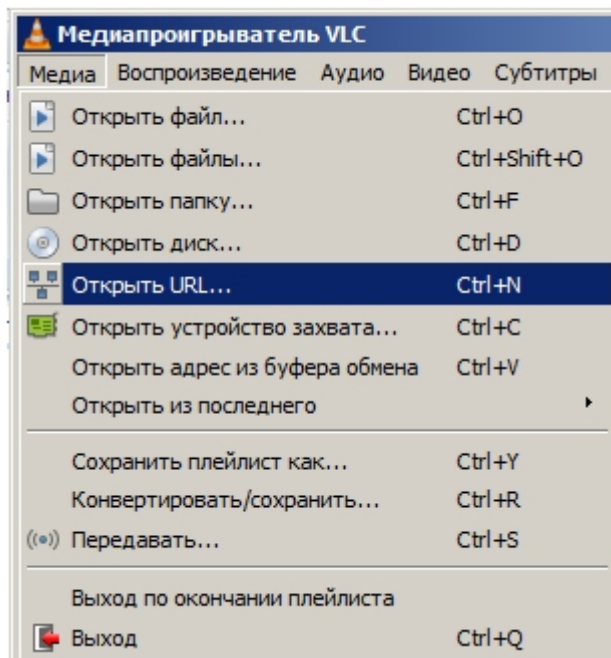 Медиапроигрыватель VLC
Медиа Воспроизведение Аудио Видео Субтитры
Открыть файл... Ctrl+O
Открыть файлы... Ctrl+Shift+O
Открыть папку... Ctrl+F
Открыть диск... Ctrl+D
Открыть URL... Ctrl+N
Открыть устройство захвата... Ctrl+C
Открыть адрес из буфера обмена Ctrl+V
Открыть из последнего
Сохранить плейлист как... Ctrl+Y
Конвертировать/сохранить... Ctrl+R
Передавать... Ctrl+S
Выход по окончании плейлиста
Выход Ctrl+Q